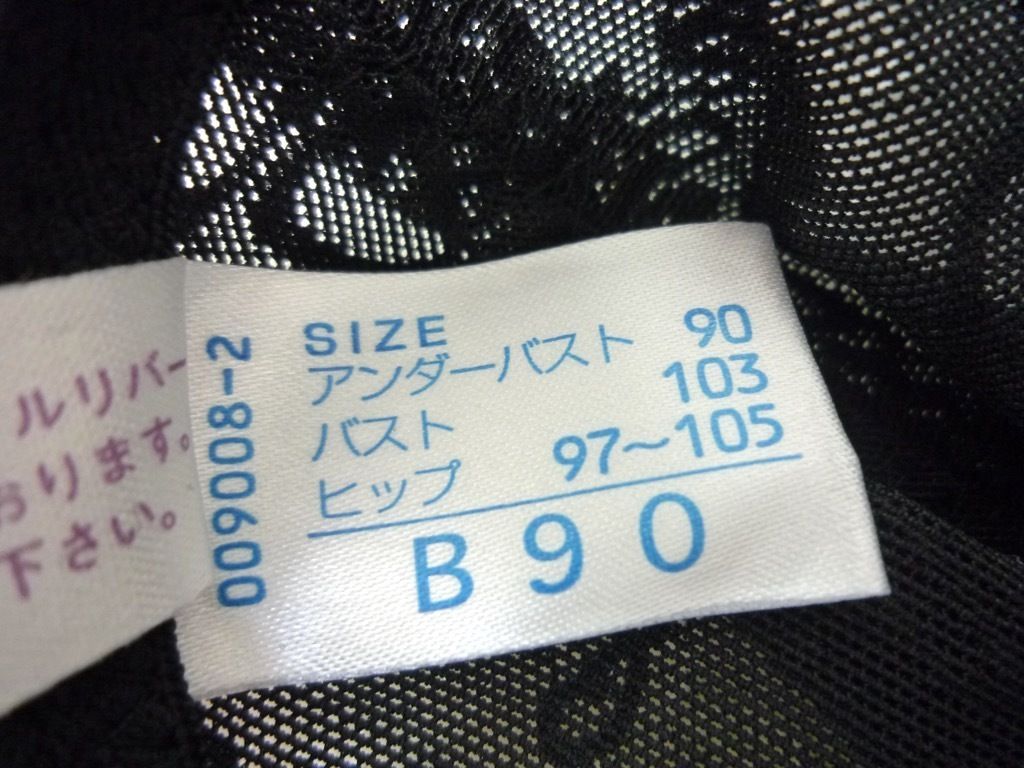 ルリバー
おります。
下さい。
009008-2
SIZE
アンダーバスト 90
バスト 103
ヒップ 97~105
B90